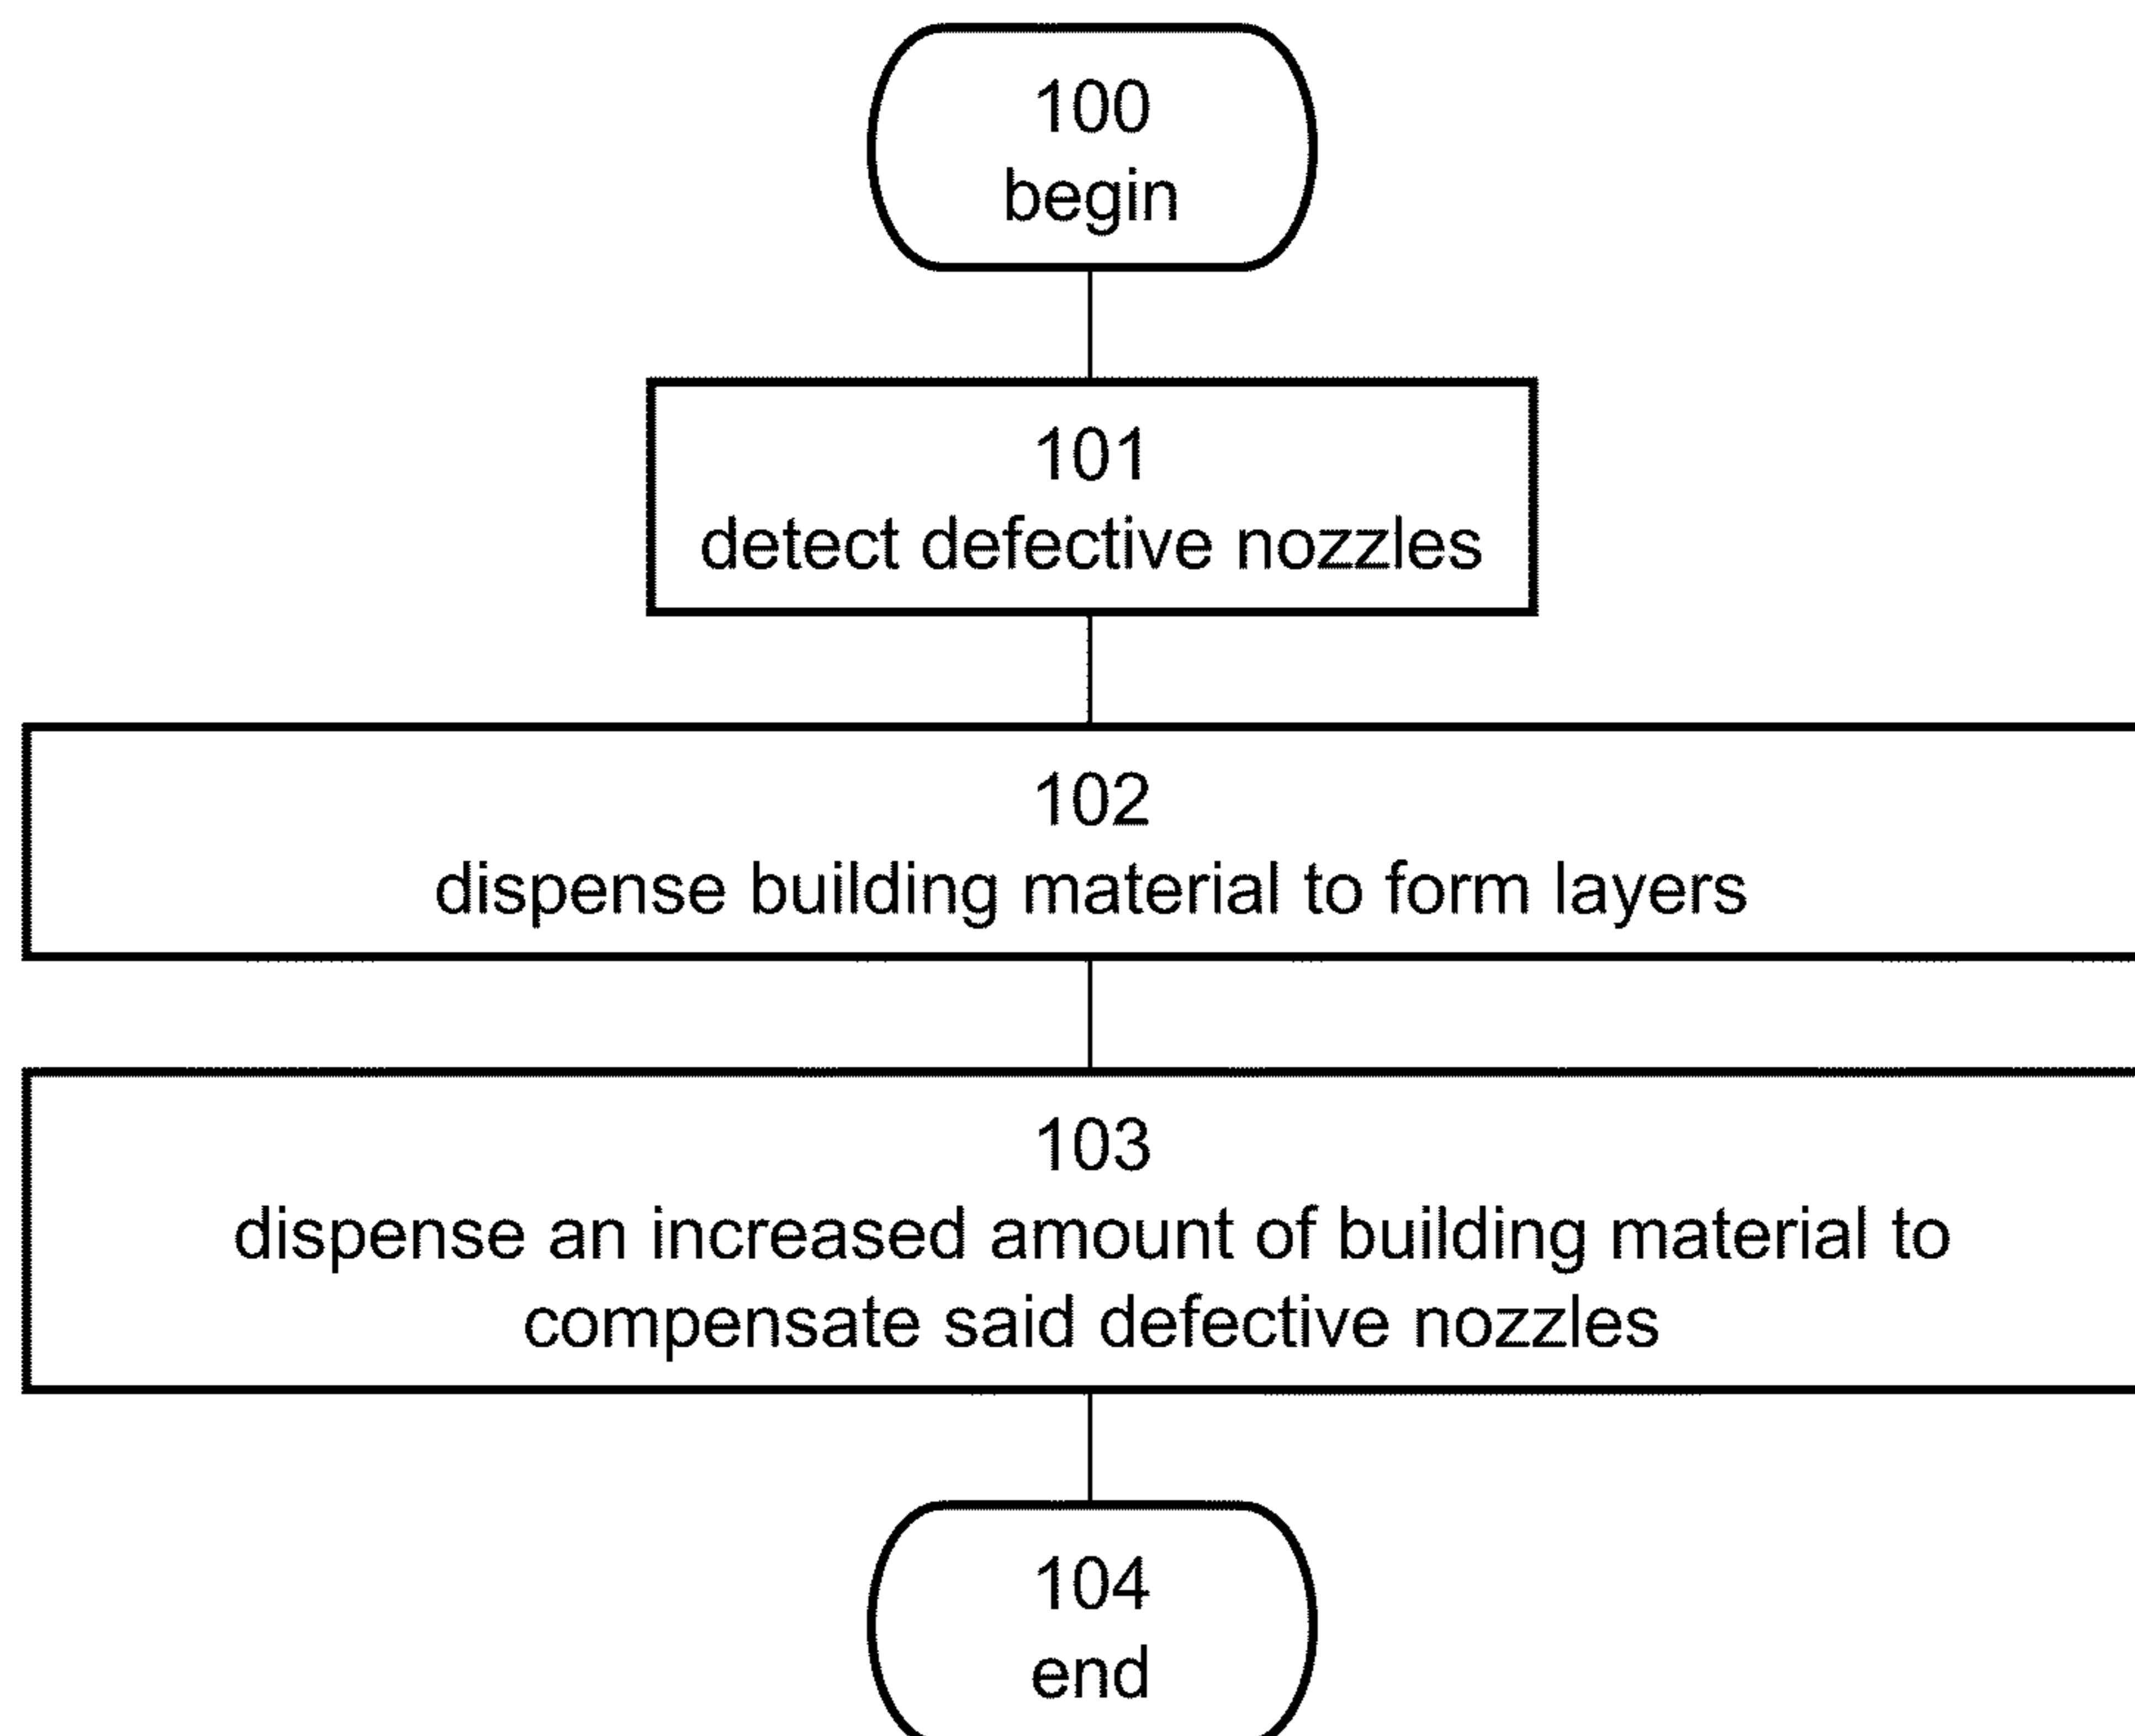 100
begin
101
detect defective nozzles
102
dispense building material to form layers
103
dispense an increased amount of building material to
compensate said defective nozzles
104
end